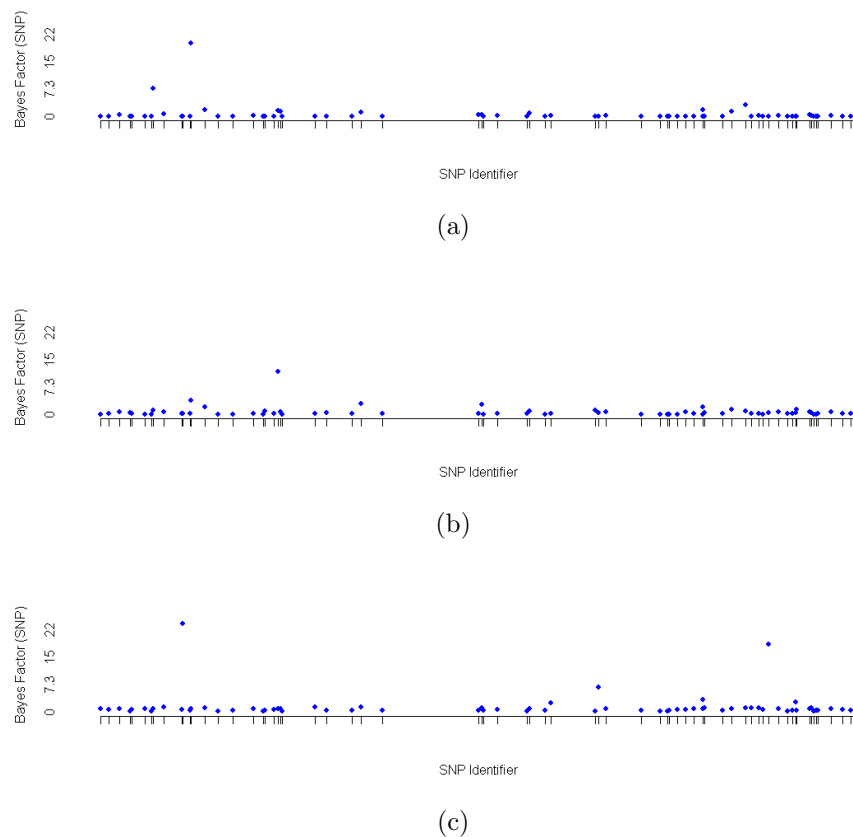 Bayes Factor (SNP)
22
15
7.3
0
SNP Identifier
(a)
Bayes Factor (SNP)
22
15
7.3
0
SNP Identifier
(b)
Bayes Factor (SNP)
22
15
7.3
0
SNP Identifier
(c)